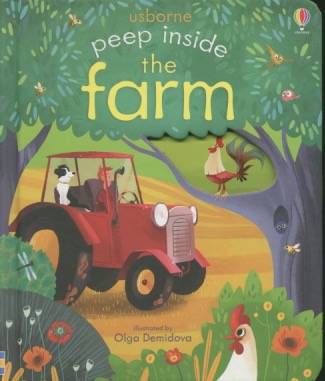 usborne
peep inside
the
farm
illustrated by
Olga Demidova